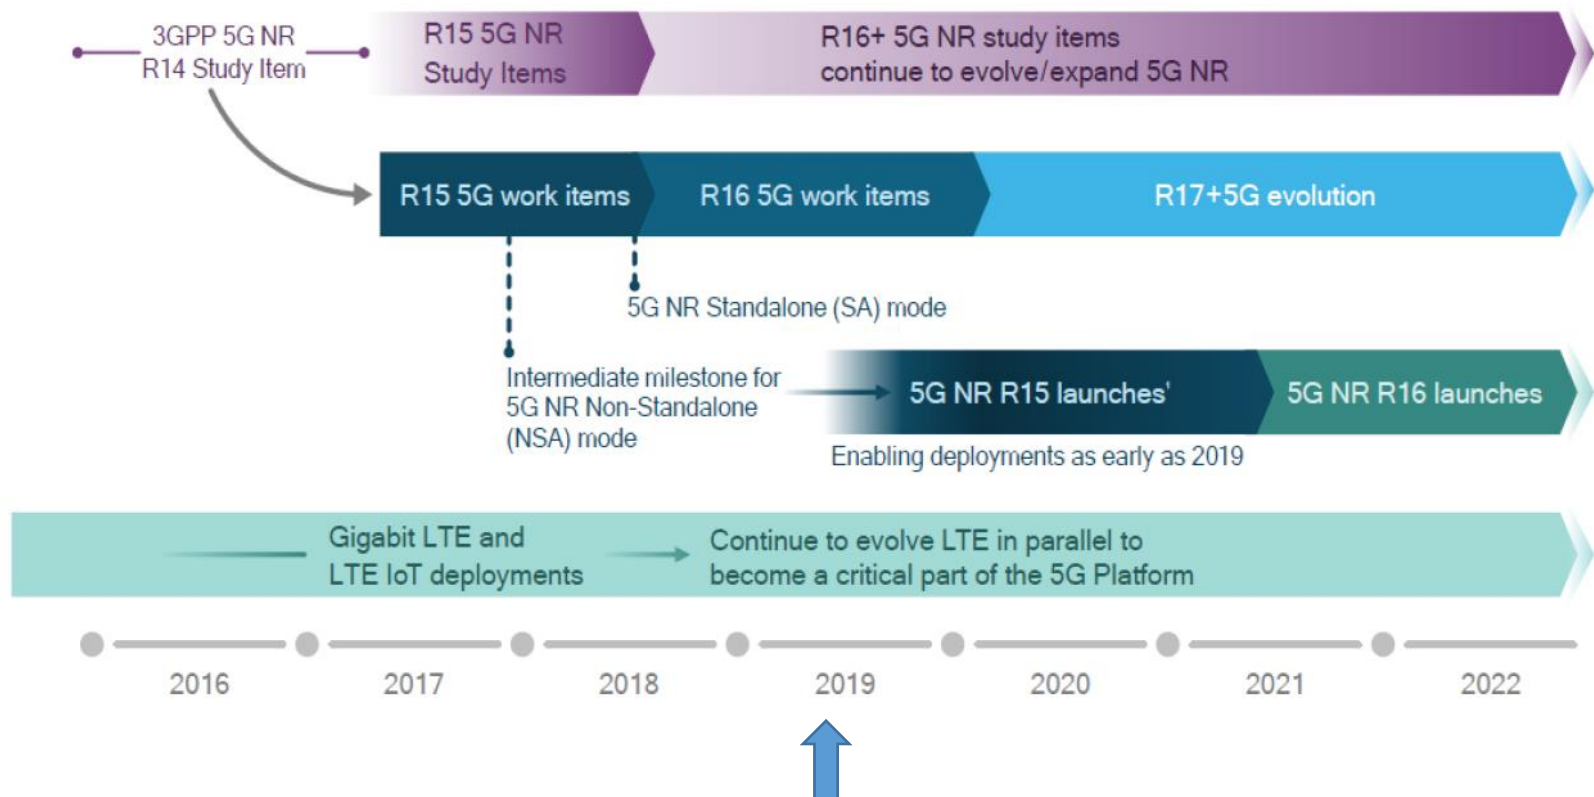 3GPP 5G NR
R14 Study Item
R15 5G NR
Study Items
R16+ 5G NR study items
continue to evolve/expand 5G NR
R15 5G work items
R16 5G work items
R17+5G evolution
5G NR Standalone (SA) mode
Intermediate milestone for
5G NR Non-Standalone
(NSA) mode
5G NR R15 launches¹
5G NR R16 launches
Enabling deployments as early as 2019
Gigabit LTE and
LTE IoT deployments
Continue to evolve LTE in parallel to
become a critical part of the 5G Platform
2016
2017
2018
2019
2020
2021
2022